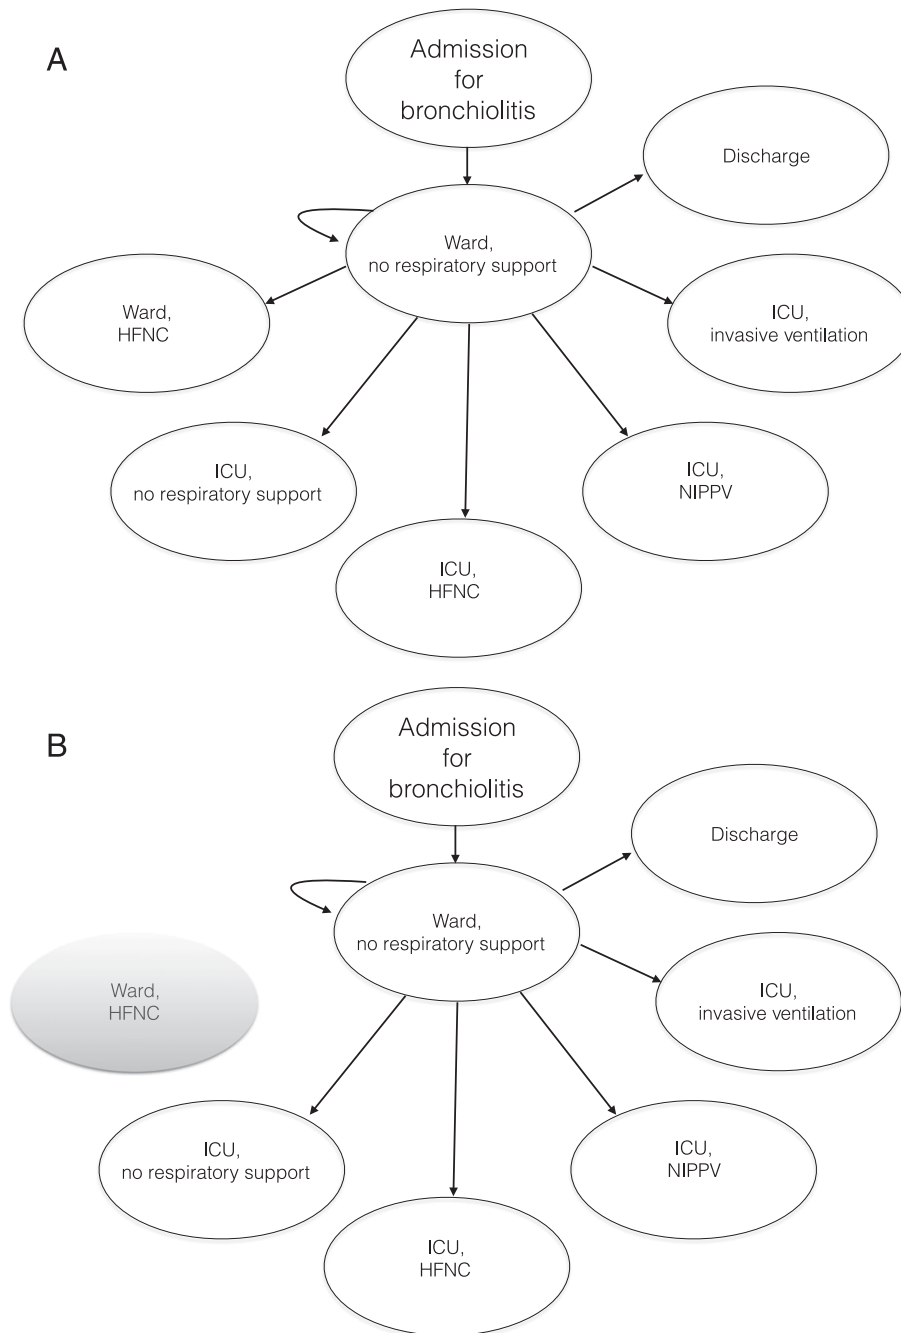 A
Admission
for
bronchiolitis
Discharge
Ward,
no respiratory support
Ward,
HFNC
ICU,
invasive ventilation
ICU,
no respiratory support
ICU,
NIPPV
ICU,
HFNC
B
Admission
for
bronchiolitis
Discharge
Ward,
no respiratory support
Ward,
HFNC
ICU,
invasive ventilation
ICU,
no respiratory support
ICU,
NIPPV
ICU,
HFNC